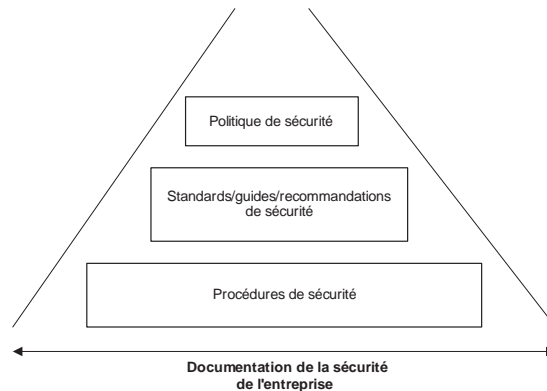 Politique de sécurité
Standards/guides/recommandations
de sécurité
Procédures de sécurité
Documentation de la sécurité
de l'entreprise